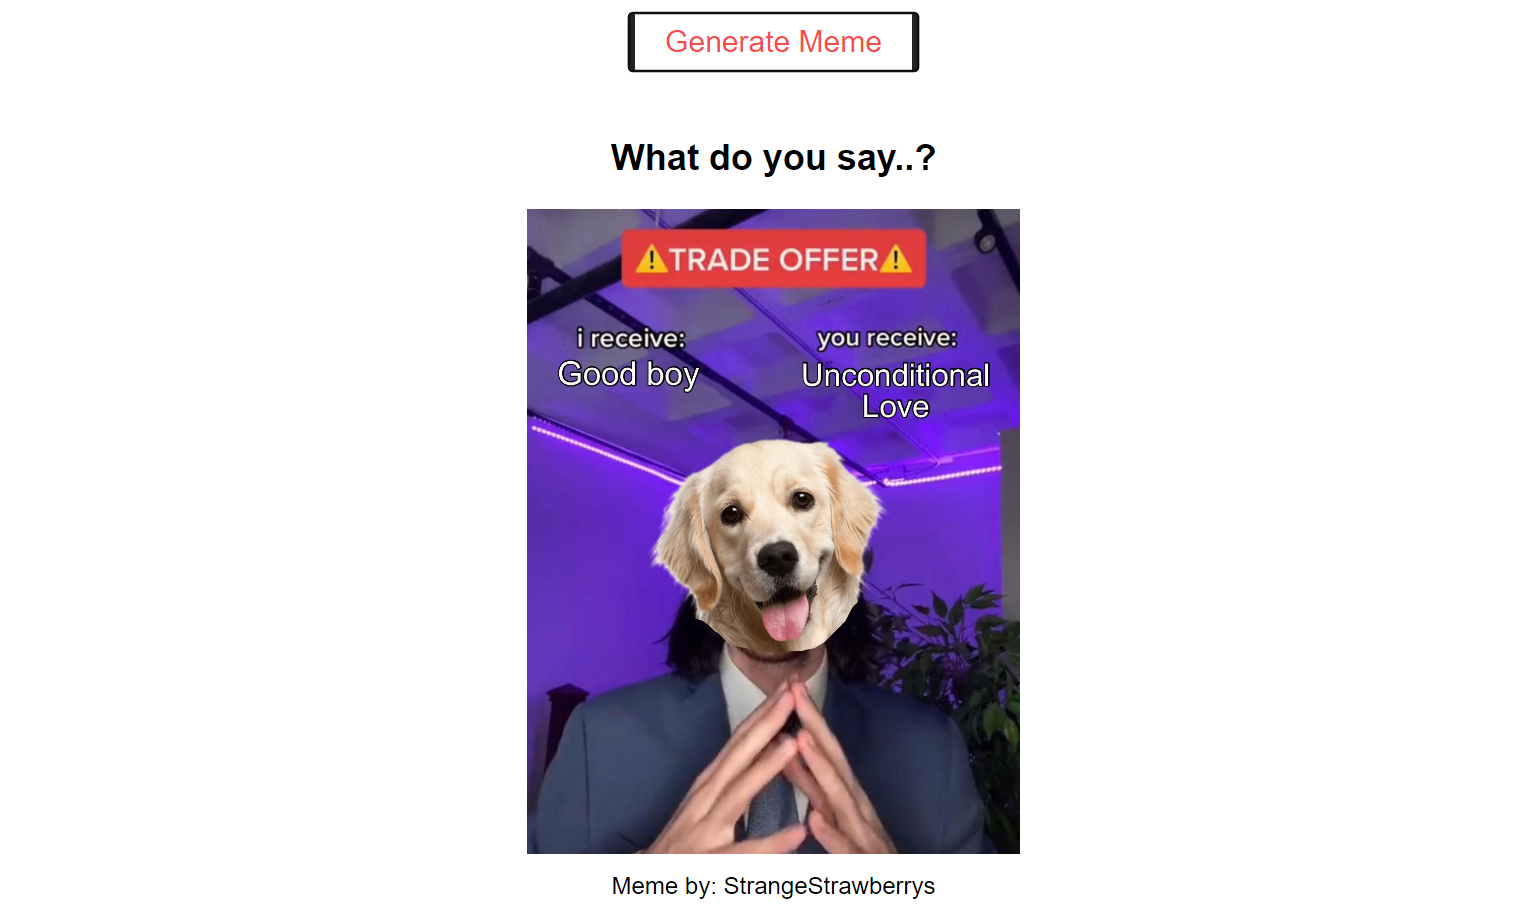 Generate Meme
What do you say..?
⚠TRADE OFFER⚠
i receive:
Good boy
you receive:
Unconditional
Love
Meme by: StrangeStrawberrys